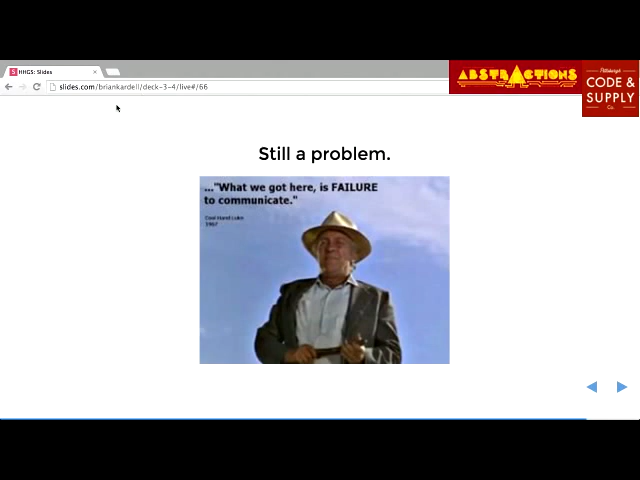 HHGS: Slides
slides.com/briankardell/deck-3-4/live#/66
ABSTRACTIONS
Pittsburgh
CODE &
SUPPLY
Co.
Still a problem.
..."What we got here, is FAILURE
to communicate."
Cool Hand Luke
1967